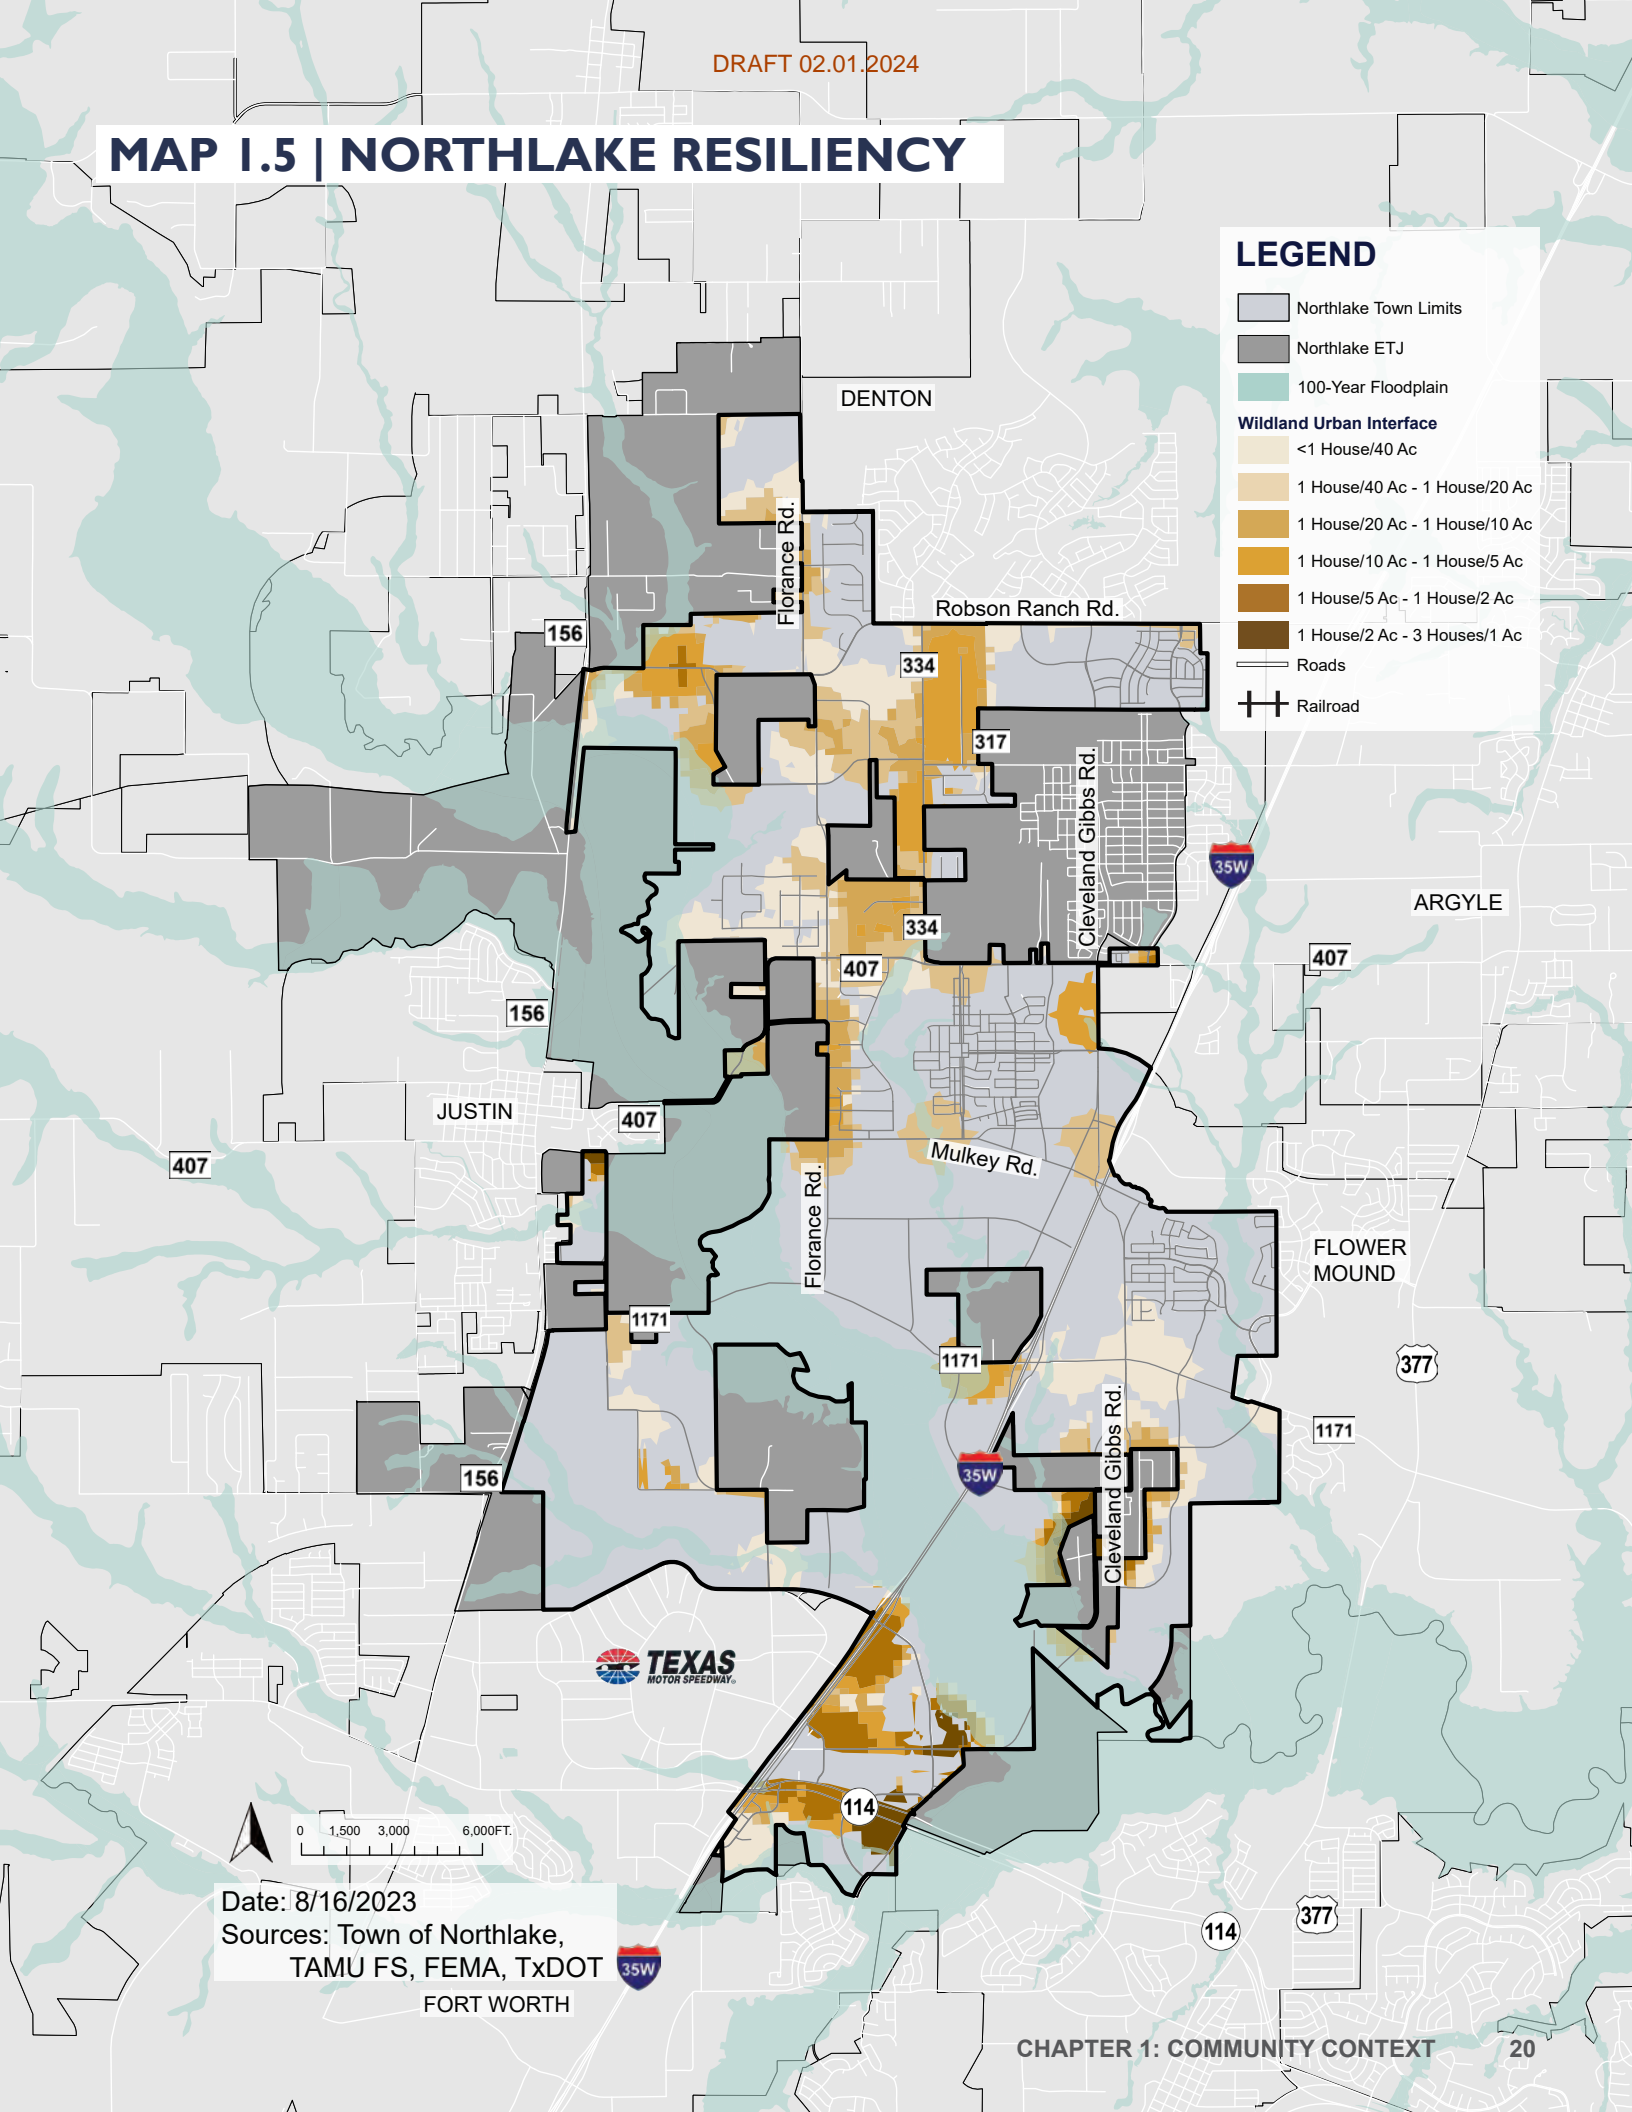 DRAFT 02.01.2024
MAP 1.5 | NORTHLAKE RESILIENCY
LEGEND
Northlake Town Limits
Northlake ETJ
100-Year Floodplain
Wildland Urban Interface
<1 House/40 Ac
1 House/40 Ac - 1 House/20 Ac
1 House/20 Ac - 1 House/10 Ac
1 House/10 Ac - 1 House/5 Ac
1 House/5 Ac - 1 House/2 Ac
1 House/2 Ac - 3 Houses/1 Ac
Roads
Railroad
DENTON
Florance Rd.
Robson Ranch Rd.
156
334
317
Cleveland Gibbs Rd.
35W
ARGYLE
334
407
407
156
JUSTIN
407
407
Mulkey Rd.
Florance Rd.
FLOWER
MOUND
1171
1171
377
Cleveland Gibbs Rd.
1171
35W
156
TEXAS
MOTOR SPEEDWAY
114
0 1,500 3,000 6,000FT.
Date: 8/16/2023
Sources: Town of Northlake,
TAMU FS, FEMA, TxDOT
35W
377
114
FORT WORTH
CHAPTER 1: COMMUNITY CONTEXT 20